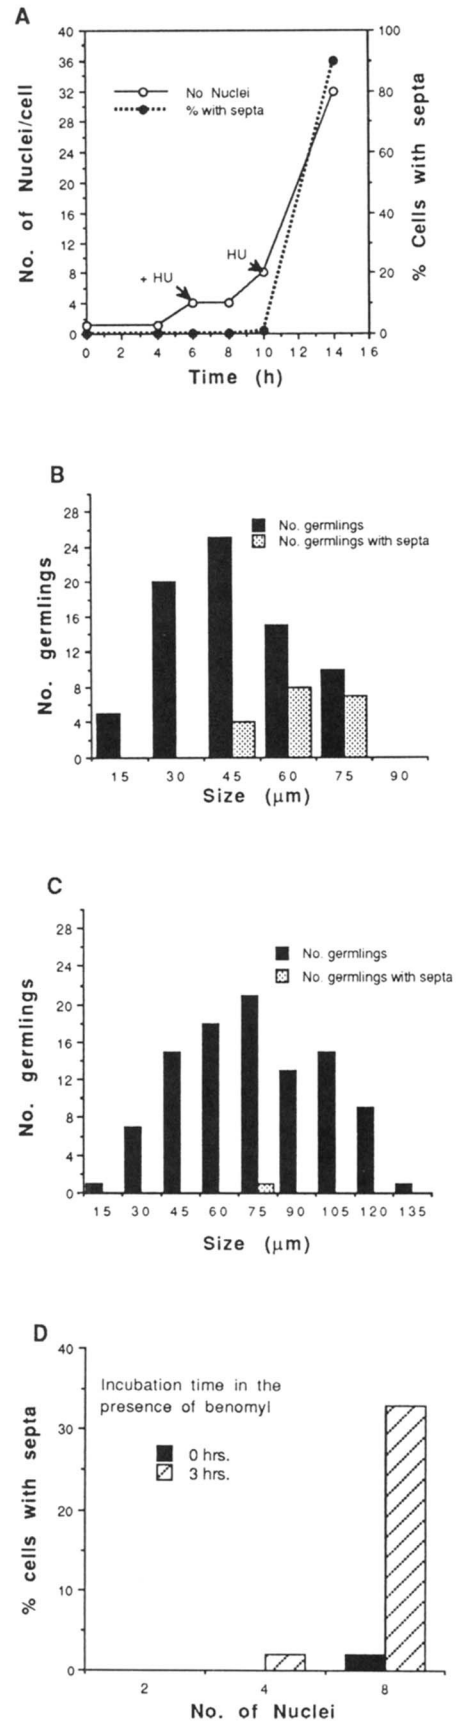 A
No. of Nuclei/cell
40
36
32
28
24
20
16
12
8
4
0
No. Nuclei
% with septa
+ HU
HU
100
80
60
40
20
0
% Cells with septa
0 2 4 6 8 10 12 14 16
Time (h)
B
No. germlings
28
24
20
16
12
8
4
0
No. germlings
No. germlings with septa
15 30 45 60 75 90
Size (μm)
C
No. germlings
28
24
20
16
12
8
4
0
No. germlings
No. germlings with septa
15 30 45 60 75 90 105 120 135
Size (μm)
D
% cells with septa
40
30
20
10
0
Incubation time in the
presence of benomyl
0 hrs.
3 hrs.
2 4 8
No. of Nuclei